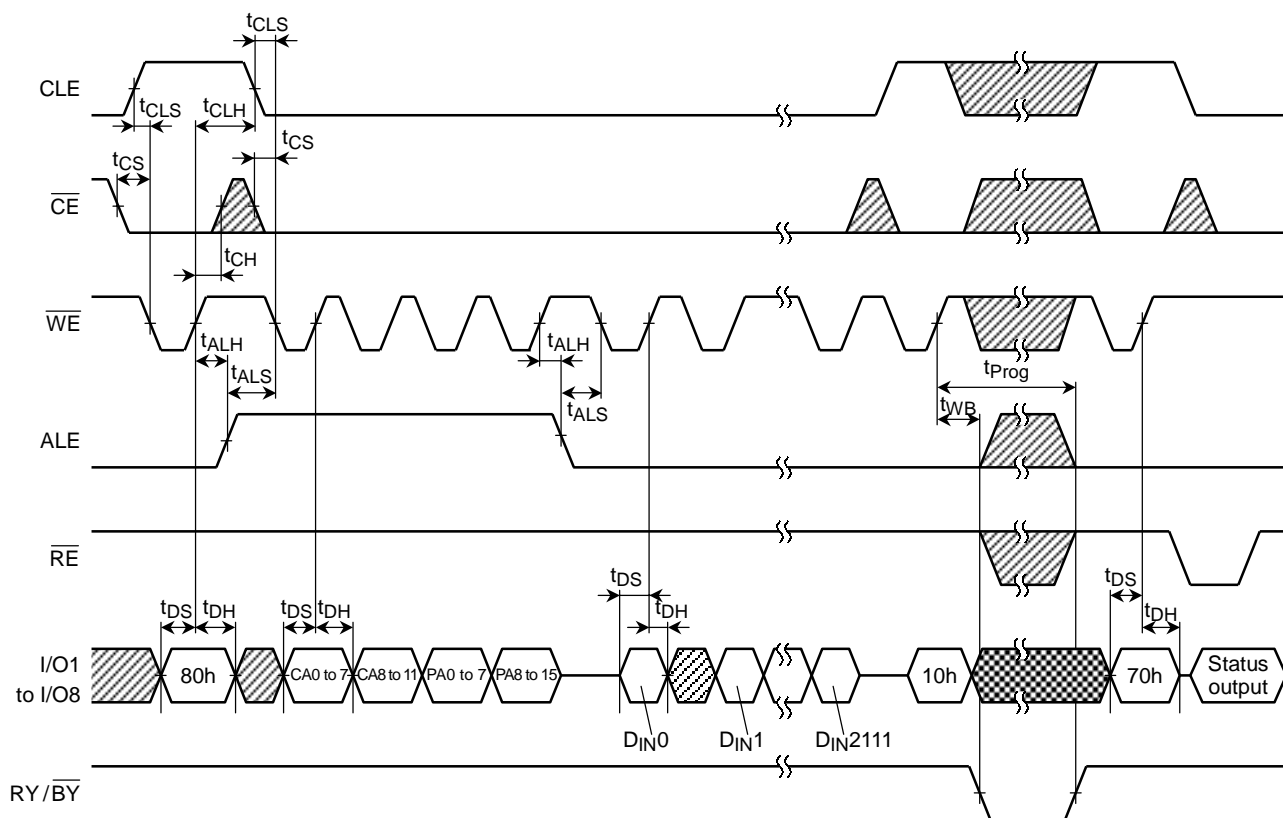 tCLS
CLE
tCLS
tCLH
tCS
tCS
CE
tCH
WE
tALH
tALH
tProg
tALS
tALS
tWB
ALE
RE
tDS
tDS
tDS
tDH
tDS
tDH
tDH
tDH
I/O1
to I/O8
80h
CA0 to 7
CA8 to 11
PA0 to 7
PA8 to 15
10h
70h
Status
output
DIN0
DIN1
DIN2111
RY/BY